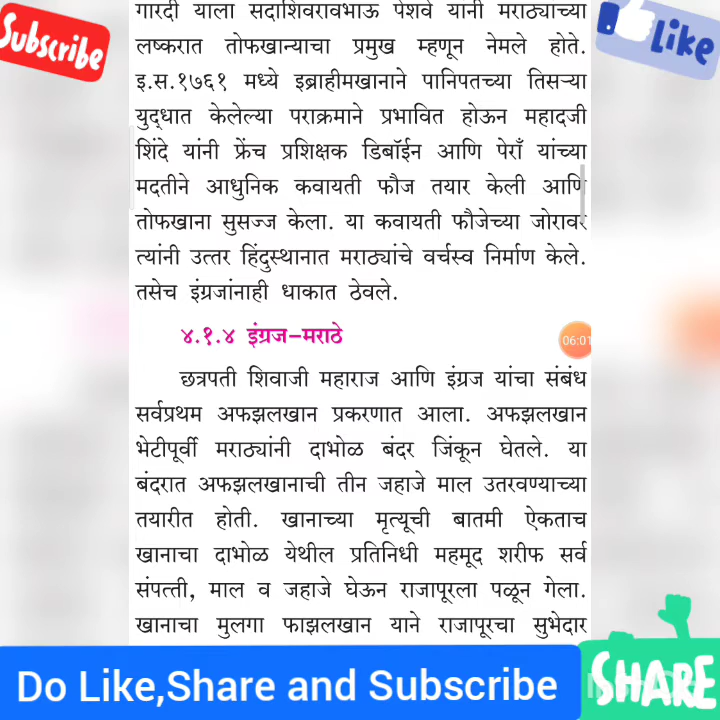 Subscribe
Like
गारदी याला सदाशिवरावभाऊ पेशवे यांनी मराठ्यांच्या
लष्करात तोफखान्याचा प्रमुख म्हणून नेमले होते.
इ.स.१७६१ मध्ये इब्राहीमखानाने पानिपतच्या तिसऱ्या
युद्धात केलेल्या पराक्रमाने प्रभावित होऊन महादजी
शिंदे यांनी फ्रेंच प्रशिक्षक डिबॉईन आणि पेराँ यांच्या
मदतीने आधुनिक कवायती फौज तयार केली आणि
तोफखाना सुसज्ज केला. या कवायती फौजेच्या जोरावर
त्यांनी उत्तर हिंदुस्थानात मराठ्यांचे वर्चस्व निर्माण केले.
तसेच इंग्रजांनाही धाकात ठेवले.
४.१.४ इंग्रज–मराठे
06:01
छत्रपती शिवाजी महाराज आणि इंग्रज यांचा संबंध
सर्वप्रथम अफझलखान प्रकरणात आला. अफझलखान
भेटीपूर्वी मराठ्यांनी दाभोळ बंदर जिंकून घेतले. या
बंदरात अफझलखानाची तीन जहाजे माल उतरवण्याच्या
तयारीत होती. खानाच्या मृत्यूची बातमी ऐकताच
खानाचा दाभोळ येथील प्रतिनिधी महमूद शरीफ सर्व
संपत्ती, माल व जहाजे घेऊन राजापूरला पळून गेला.
खानाचा मुलगा फाझलखान याने राजापूरचा सुभेदार
Do Like,Share and Subscribe
SHARE